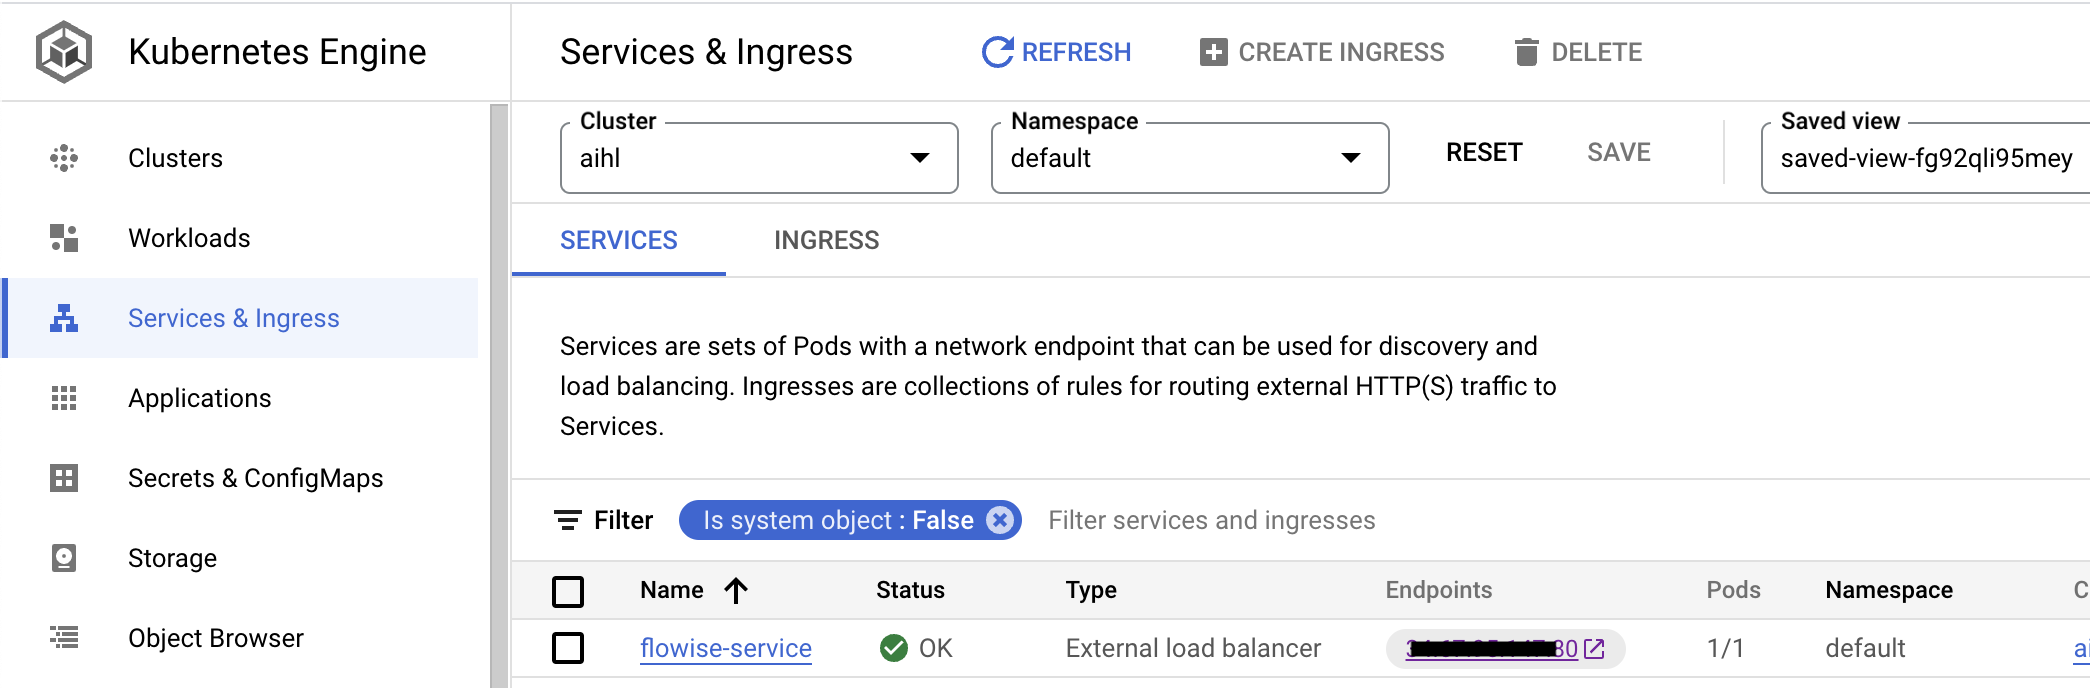 Kubernetes Engine
Services & Ingress
REFRESH
CREATE INGRESS
DELETE
Clusters
Workloads
Services & Ingress
Applications
Secrets & ConfigMaps
Storage
Object Browser
Cluster
aihl
Namespace
default
RESET
SAVE
Saved view
saved-view-fg92qli95mey
SERVICES
INGRESS
Services are sets of Pods with a network endpoint that can be used for discovery and
load balancing. Ingresses are collections of rules for routing external HTTP(S) traffic to
Services.
Filter
Is system object : False
Filter services and ingresses
Name Status Type Endpoints Pods Namespace C
flowise-service OK External load balancer 80 1/1 default ai